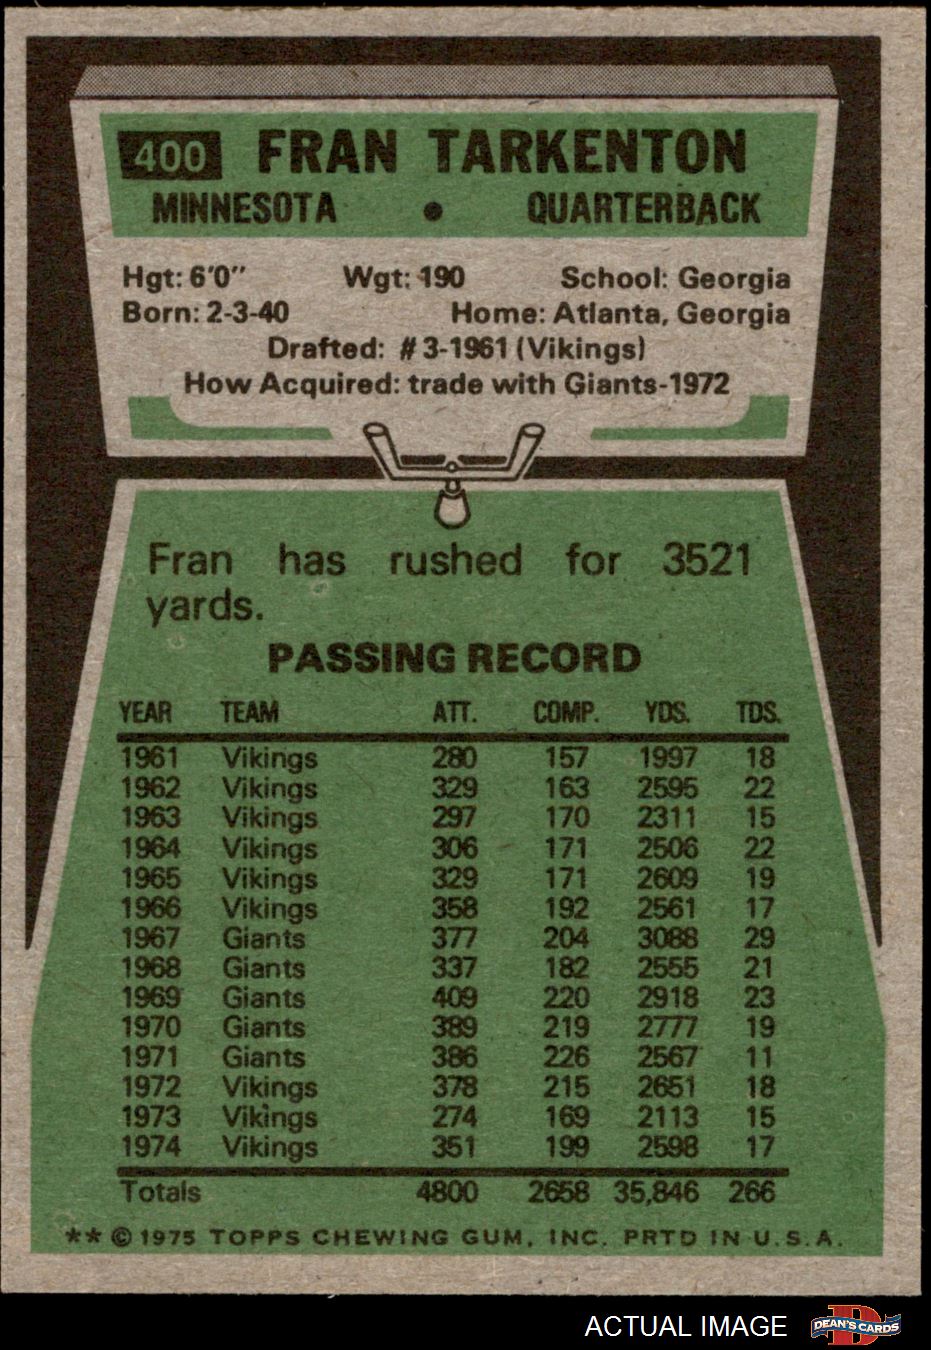 400 FRAN TARKENTON
MINNESOTA • QUARTERBACK
Hgt: 6'0" Wgt: 190 School: Georgia
Born: 2-3-40 Home: Atlanta, Georgia
Drafted: #3-1961 (Vikings)
How Acquired: trade with Giants-1972
Fran has rushed for 3521
yards.
PASSING RECORD
YEAR TEAM ATT. COMP. YDS. TDS.
1961 Vikings 280 157 1997 18
1962 Vikings 329 163 2595 22
1963 Vikings 297 170 2311 15
1964 Vikings 306 171 2506 22
1965 Vikings 329 171 2609 19
1966 Vikings 358 192 2561 17
1967 Giants 377 204 3088 29
1968 Giants 337 182 2555 21
1969 Giants 409 220 2918 23
1970 Giants 389 219 2777 19
1971 Giants 386 226 2567 11
1972 Vikings 378 215 2651 18
1973 Vikings 274 169 2113 15
1974 Vikings 351 199 2598 17
Totals 4800 2658 35,846 266
** © 1975 TOPPS CHEWING GUM, INC. PRTD IN U.S.A.
ACTUAL IMAGE DEAN'S CARDS